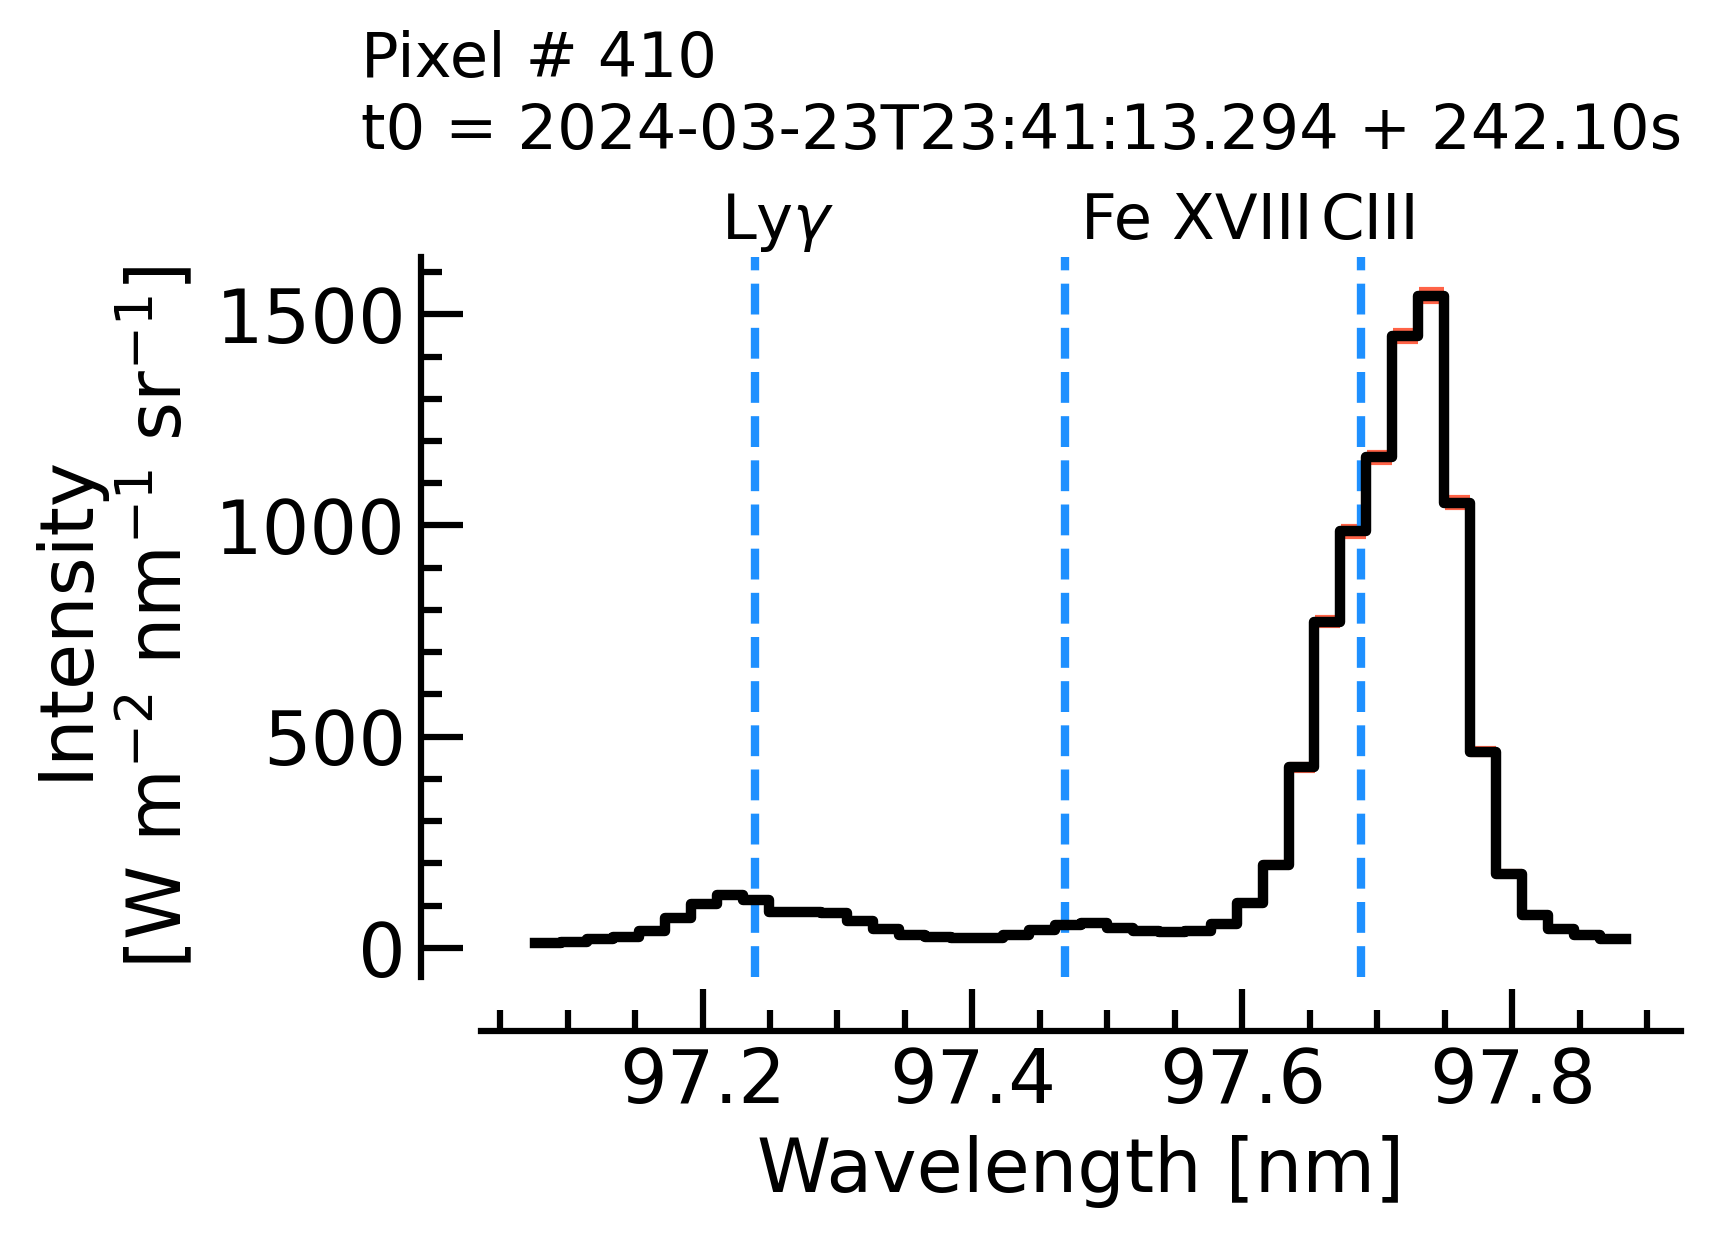 Pixel # 410
t0 = 2024-03-23T23:41:13.294 + 242.10s
Lyγ Fe XVIII CIII
Intensity
[W m⁻² nm⁻¹ sr⁻¹]
1500
1000
500
0
97.2 97.4 97.6 97.8
Wavelength [nm]